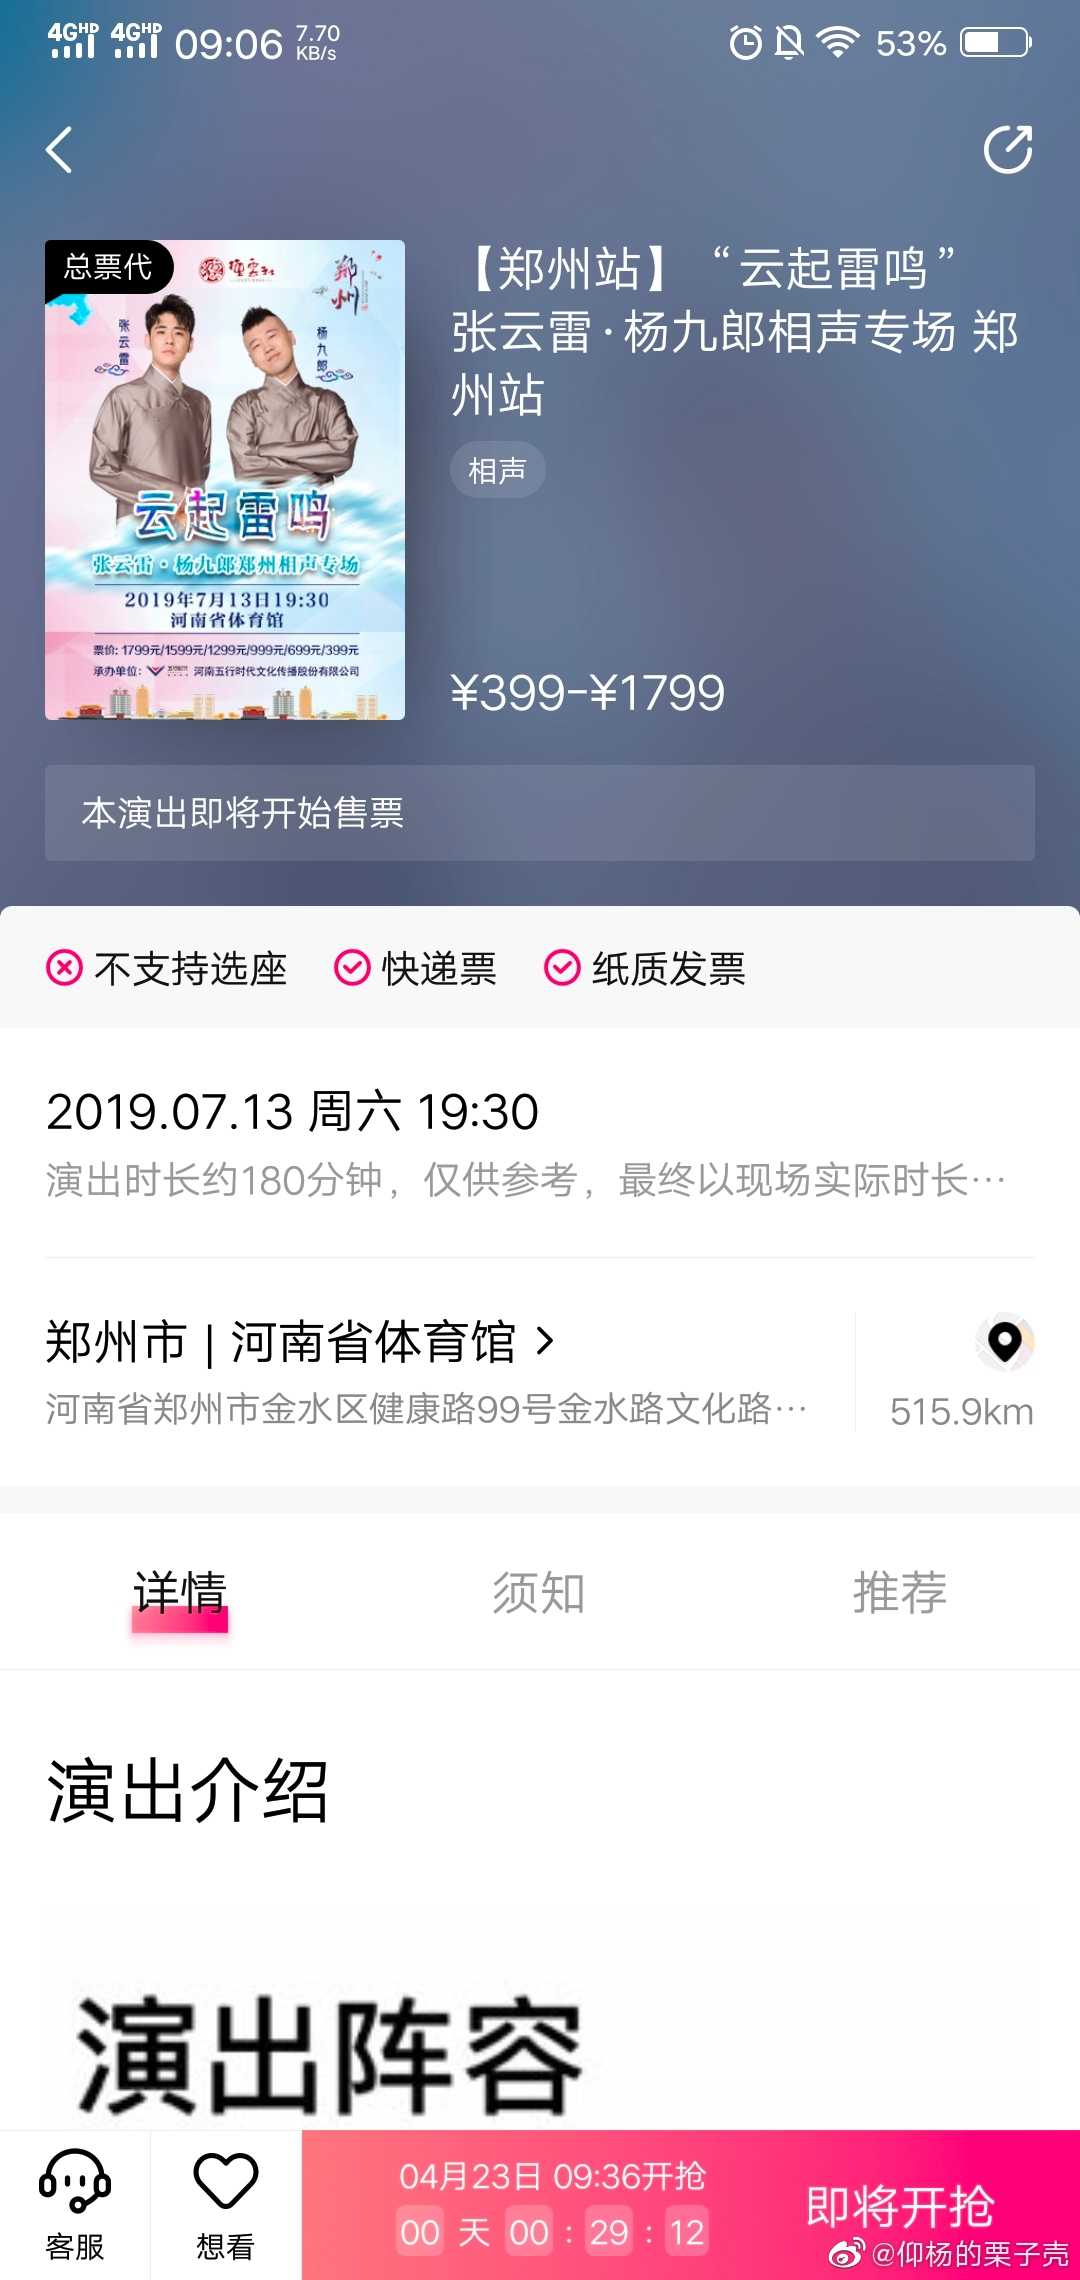 4GHD 4GHD 09:06 7.70 KB/s 53%
总票代
德云社
郑州
张云雷
杨九郎
云起雷鸣
张云雷·杨九郎郑州相声专场
2019年7月13日19:30
河南省体育馆
票价: 1799元/1599元/1299元/999元/699元/399元
承办单位: 河南五行时代文化传播股份有限公司
【郑州站】“云起雷鸣”
张云雷·杨九郎相声专场 郑
州站
相声
¥399-¥1799
本演出即将开始售票
不支持选座 快递票 纸质发票
2019.07.13 周六 19:30
演出时长约180分钟，仅供参考，最终以现场实际时长…
郑州市 | 河南省体育馆 >
河南省郑州市金水区健康路99号金水路文化路…
515.9km
详情 须知 推荐
演出介绍
演出阵容
客服
想看
04月23日 09:36开抢
00 天 00 : 29 : 12
即将开抢
@仰杨的栗子壳